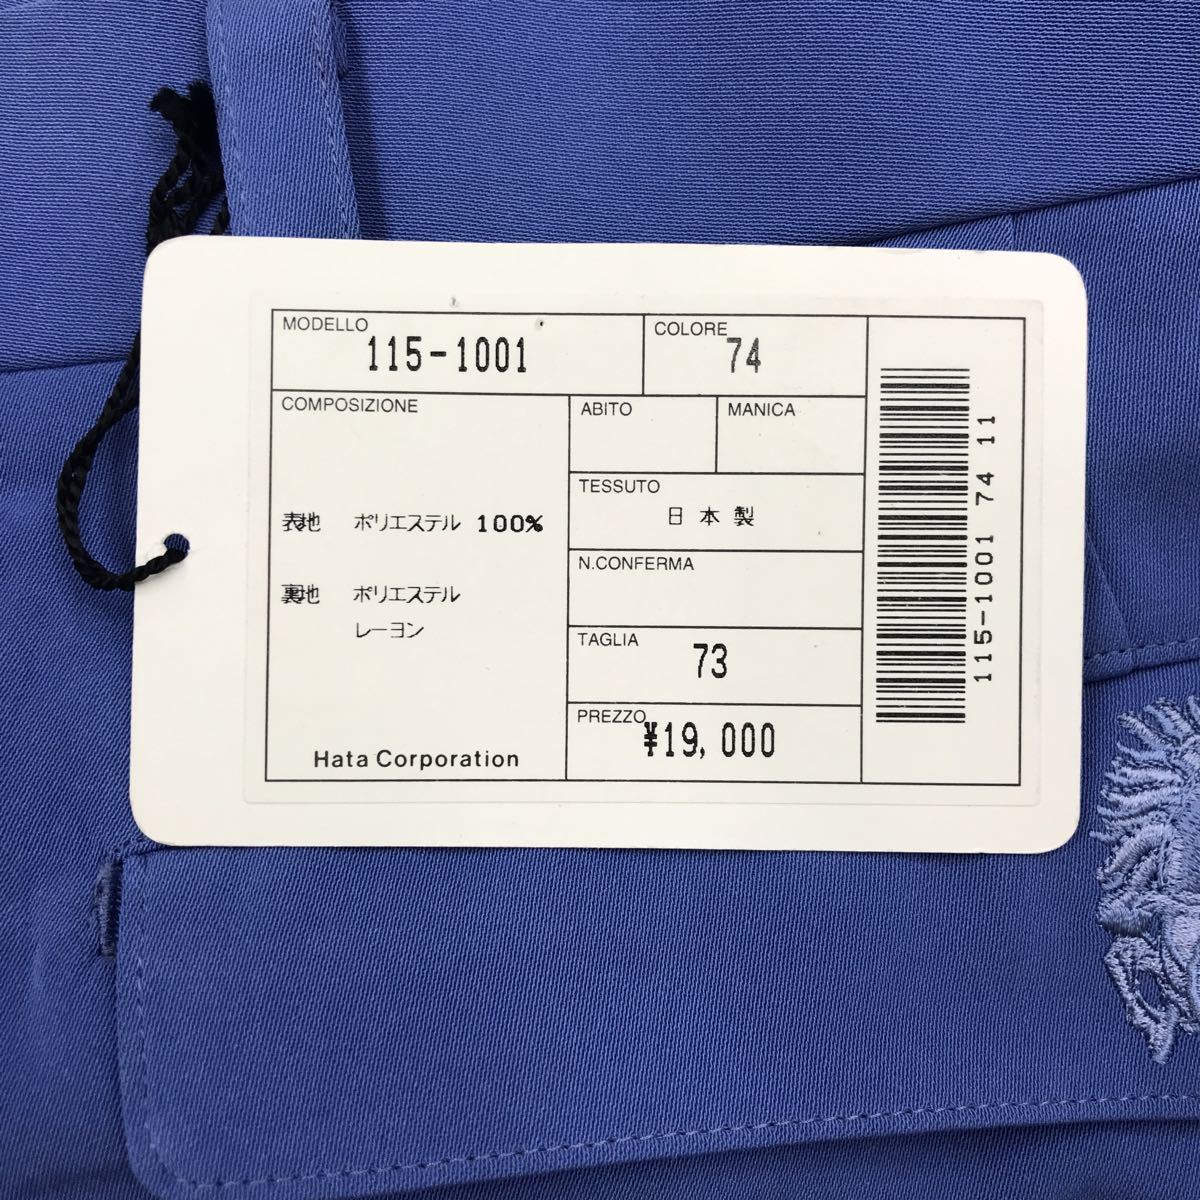 MODELLO
115-1001
COLORE
74
COMPOSIZIONE
表地 ポリエステル 100%
裏地 ポリエステル
レーヨン
Hata Corporation
ABITO
MANICA
TESSUTO
日本製
N.CONFERMA
TAGLIA
73
PREZZO
¥19,000
115-1001 74 11